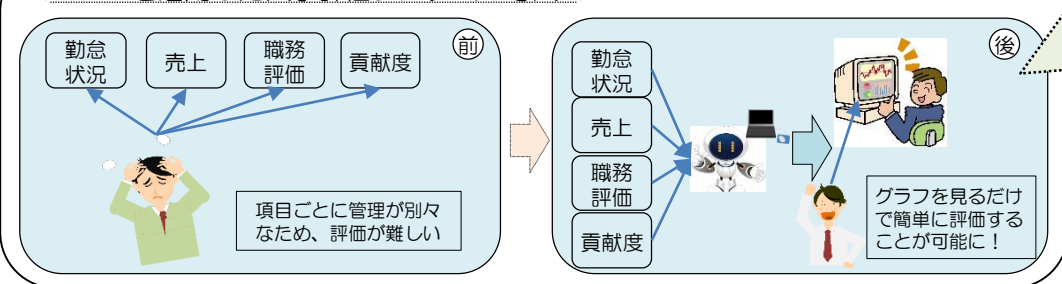 勤怠
状況
売上
職務
評価
貢献度
前
項目ごとに管理が別々
なため、評価が難しい
勤怠
状況
売上
職務
評価
貢献度
後
グラフを見るだけ
で簡単に評価する
ことが可能に！